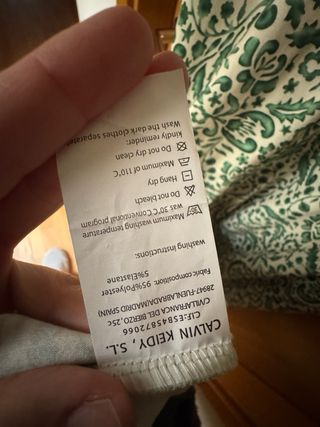 CALVIN KEIDY, S.L.
CIF:ESB45872066
C/VILLAFRANCA DEL BIERZO,25c
28947-FUENLABRADA(MADRID SPAIN)
Fabric composition: 95%Polyester
5%Elastane
Washing instructions:
Maximum washing temperature
was 30°C Conventional program
Do not bleach
Hang dry
Maximum of 110°C
Do not dry clean
kindly reminder:
Wash the dark clothes separate